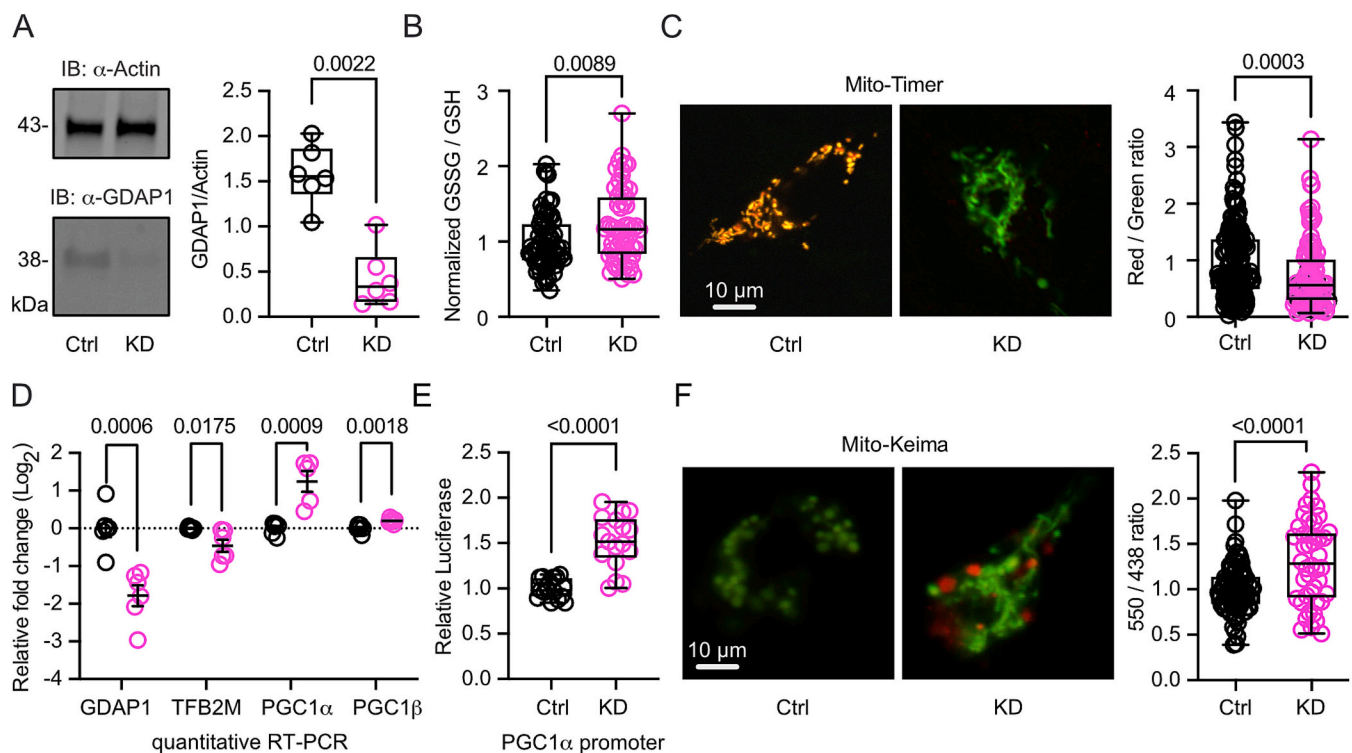 A
IB: α-Actin
43-
IB: α-GDAP1
38-
kDa
Ctrl KD
0.0022
GDAP1/Actin
2.5
2.0
1.5
1.0
0.5
0.0
Ctrl KD
B
0.0089
Normalized GSSG / GSH
3
2
1
0
Ctrl KD
C
Mito-Timer
10 µm
Ctrl KD
0.0003
Red / Green ratio
4
3
2
1
0
Ctrl KD
D
0.0006 0.0175 0.0009 0.0018
Relative fold change (Log2)
2
1
0
-1
-2
-3
-4
GDAP1 TFB2M PGC1α PGC1β
quantitative RT-PCR
E
<0.0001
Relative Luciferase
2.5
2.0
1.5
1.0
0.5
0.0
Ctrl KD
PGC1α promoter
F
Mito-Keima
10 µm
Ctrl KD
<0.0001
550 / 438 ratio
2.5
2.0
1.5
1.0
0.5
0.0
Ctrl KD